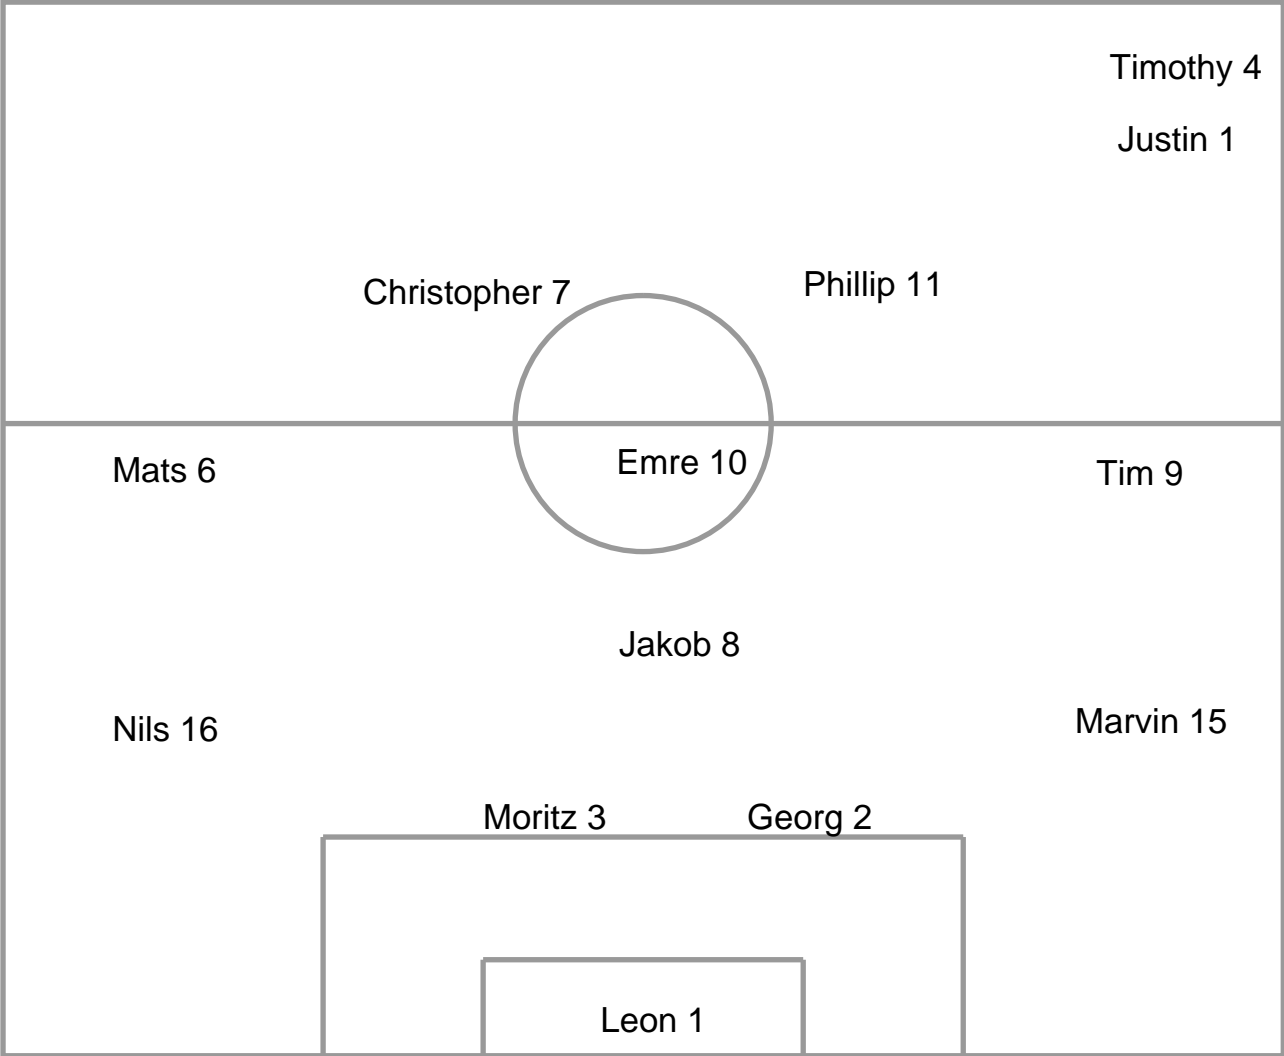 Timothy 4
Justin 1
Christopher 7
Phillip 11
Mats 6
Emre 10
Tim 9
Jakob 8
Nils 16
Marvin 15
Moritz 3
Georg 2
Leon 1